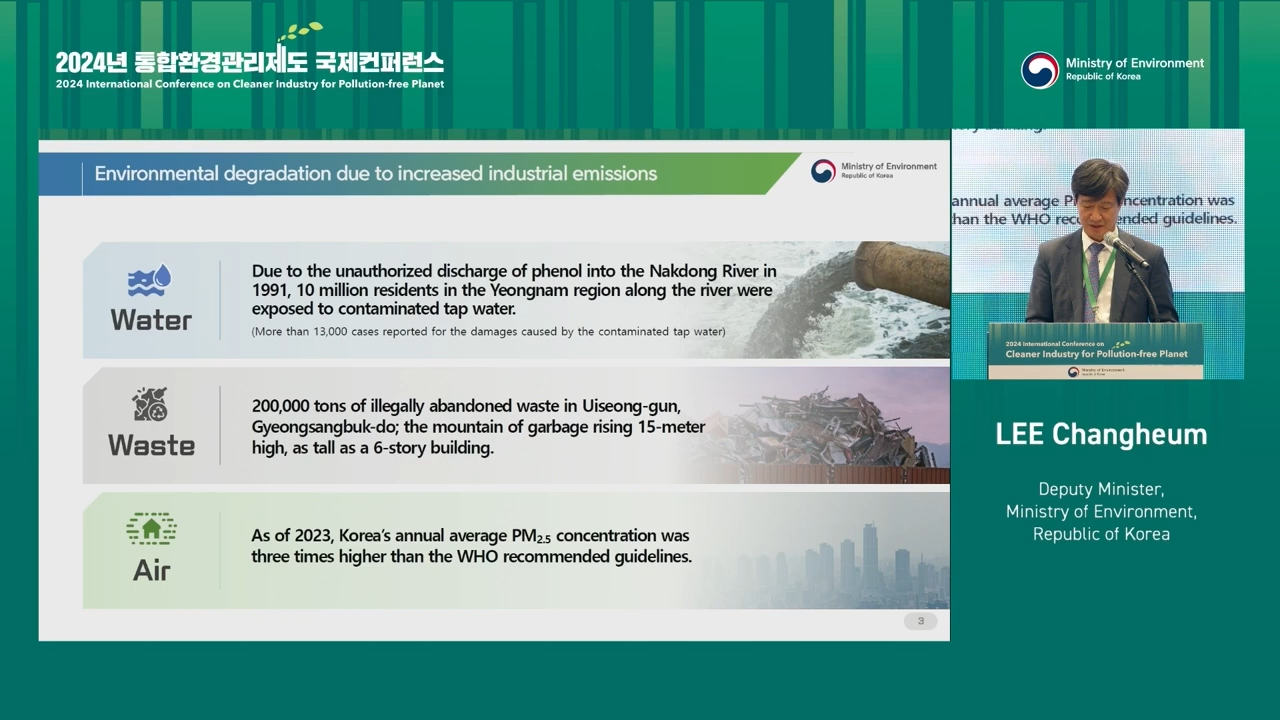 2024년 통합환경관리제도 국제컨퍼런스
2024 International Conference on Cleaner Industry for Pollution-free Planet
Ministry of Environment
Republic of Korea
Environmental degradation due to increased industrial emissions
Ministry of Environment
Republic of Korea
Water
Due to the unauthorized discharge of phenol into the Nakdong River in
1991, 10 million residents in the Yeongnam region along the river were
exposed to contaminated tap water.
(More than 13,000 cases reported for the damages caused by the contaminated tap water)
Waste
200,000 tons of illegally abandoned waste in Uiseong-gun,
Gyeongsangbuk-do; the mountain of garbage rising 15-meter
high, as tall as a 6-story building.
Air
As of 2023, Korea's annual average PM2.5 concentration was
three times higher than the WHO recommended guidelines.
3
building.
annual average ncentration was
than the WHO recommended guidelines.
2024 International Conference on
Cleaner Industry for Pollution-free Planet
Ministry of Environment
LEE Changheum
Deputy Minister,
Ministry of Environment,
Republic of Korea